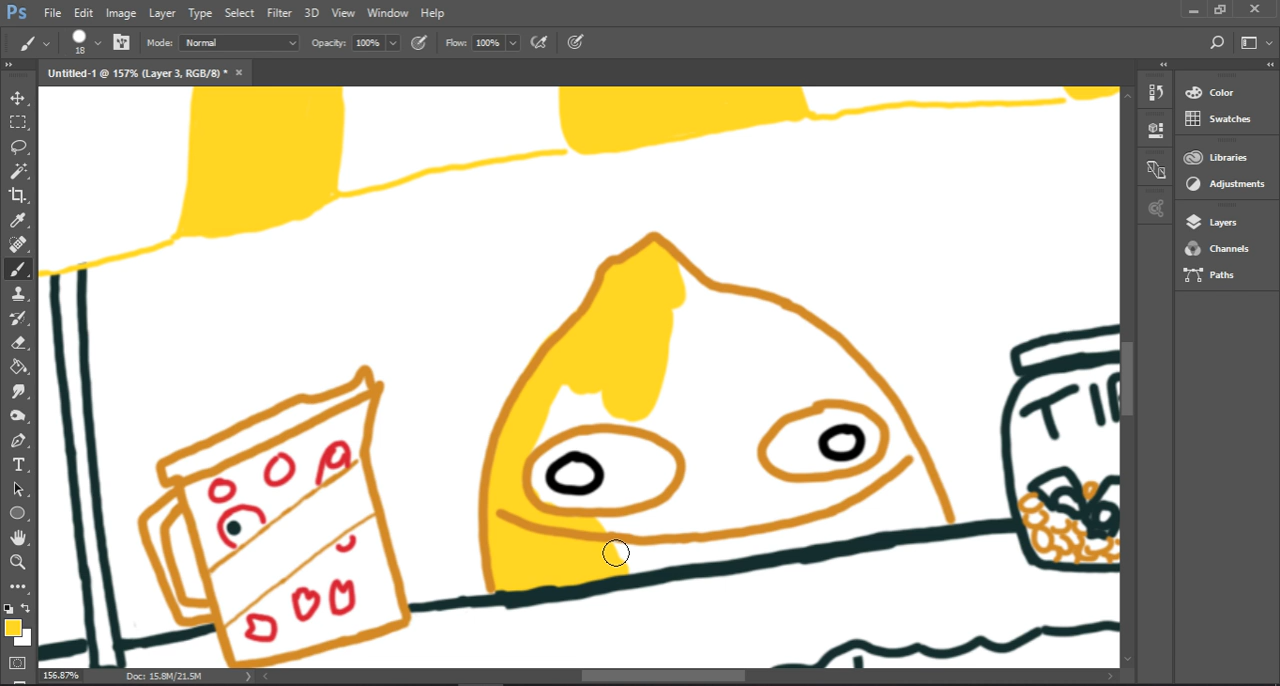 Ps File Edit Image Layer Type Select Filter 3D View Window Help
18 Mode: Normal Opacity: 100% Flow: 100%
Untitled-1 @ 157% (Layer 3, RGB/8) * ×
Color
Swatches
Libraries
Adjustments
Layers
Channels
Paths
156.87% Doc: 15.8M/21.5M